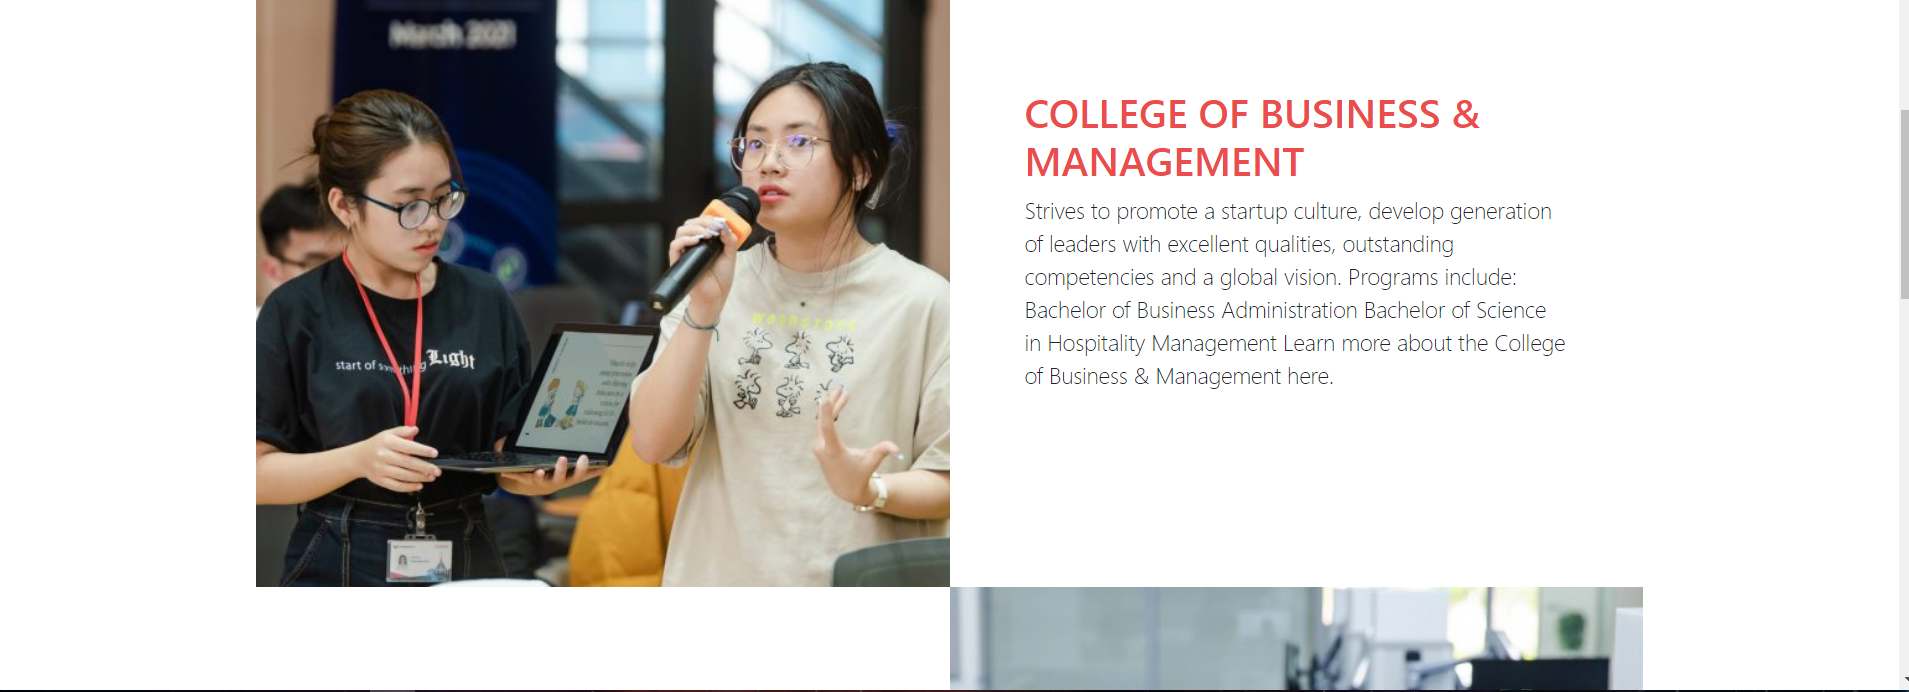 March 2021
COLLEGE OF BUSINESS &
MANAGEMENT
Strives to promote a startup culture, develop generation
of leaders with excellent qualities, outstanding
competencies and a global vision. Programs include:
Bachelor of Business Administration Bachelor of Science
in Hospitality Management Learn more about the College
of Business & Management here.
start of something Light